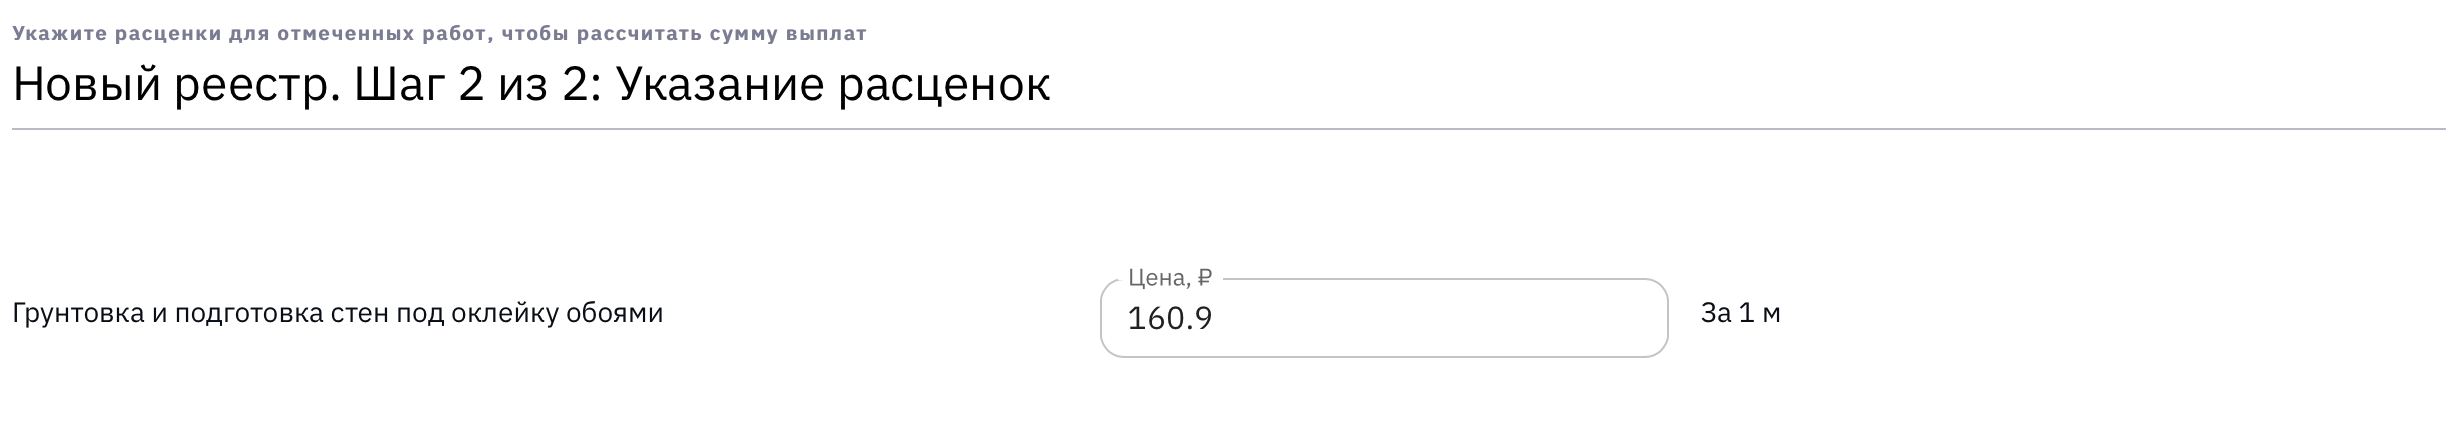 Укажите расценки для отмеченных работ, чтобы рассчитать сумму выплат
Новый реестр. Шаг 2 из 2: Указание расценок
Цена, ₽
Грунтовка и подготовка стен под оклейку обоями 160.9 За 1 м